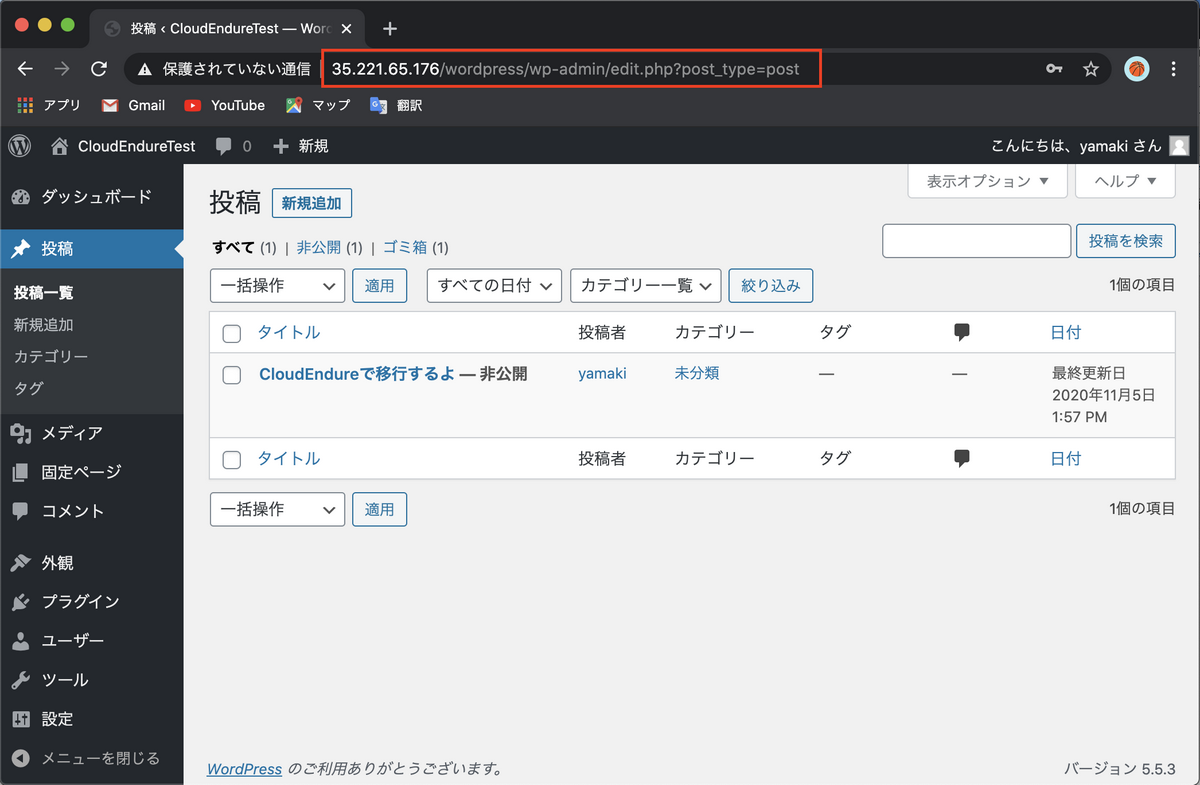 投稿 ‹ CloudEndureTest — Word
保護されていない通信 35.221.65.176/wordpress/wp-admin/edit.php?post_type=post
アプリ Gmail YouTube マップ 翻訳
CloudEndureTest 0 新規 こんにちは、yamaki さん
ダッシュボード
投稿
投稿一覧
新規追加
カテゴリー
タグ
メディア
固定ページ
コメント
外観
プラグイン
ユーザー
ツール
設定
メニューを閉じる
表示オプション ▼ ヘルプ ▼
投稿 新規追加
すべて (1) | 非公開 (1) | ゴミ箱 (1)
投稿を検索
一括操作 適用 すべての日付 カテゴリー一覧 絞り込み 1個の項目
タイトル 投稿者 カテゴリー タグ 日付
CloudEndureで移行するよ — 非公開 yamaki 未分類 — — 最終更新日
2020年11月5日
1:57 PM
タイトル 投稿者 カテゴリー タグ 日付
一括操作 適用 1個の項目
WordPress のご利用ありがとうございます。 バージョン 5.5.3